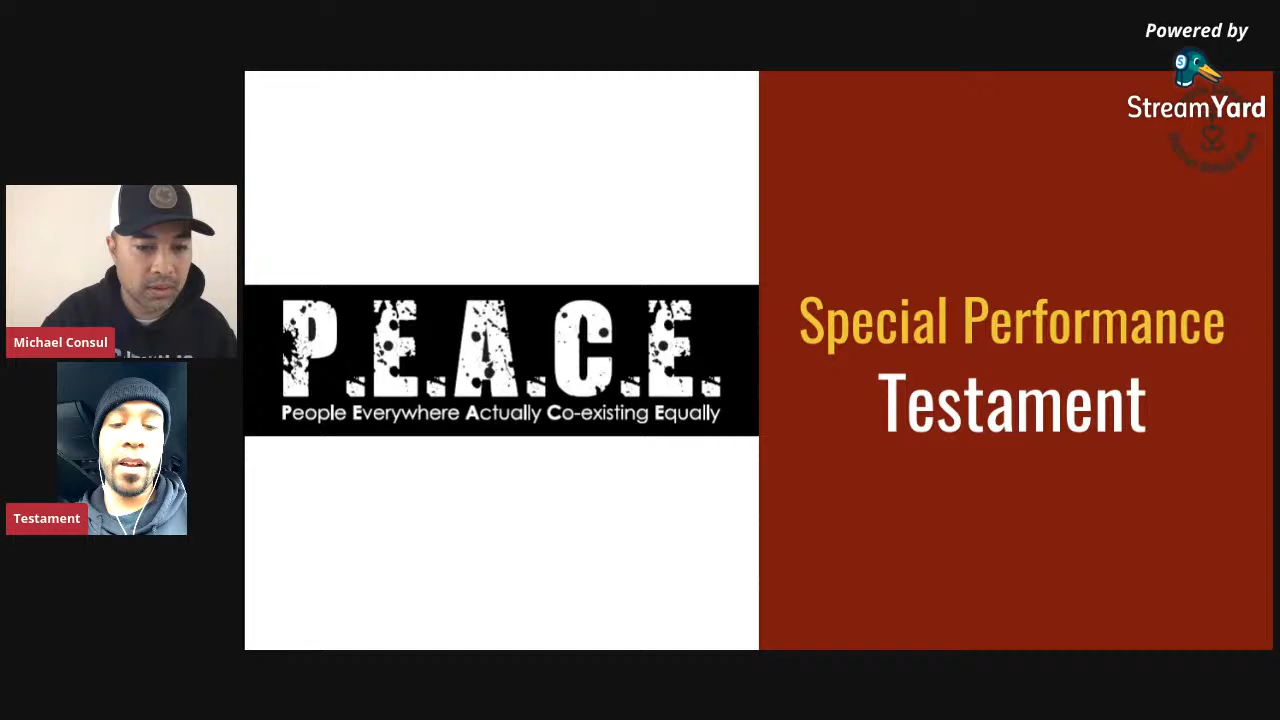 Powered by
StreamYard
Michael Consul
Testament
P.E.A.C.E.
People Everywhere Actually Co-existing Equally
Special Performance
Testament